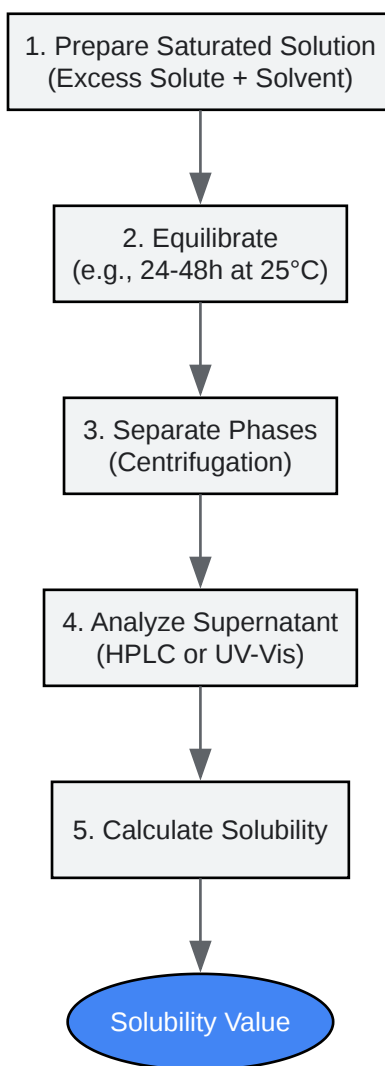 1. Prepare Saturated Solution
(Excess Solute + Solvent)
2. Equilibrate
(e.g., 24-48h at 25°C)
3. Separate Phases
(Centrifugation)
4. Analyze Supernatant
(HPLC or UV-Vis)
5. Calculate Solubility
Solubility Value